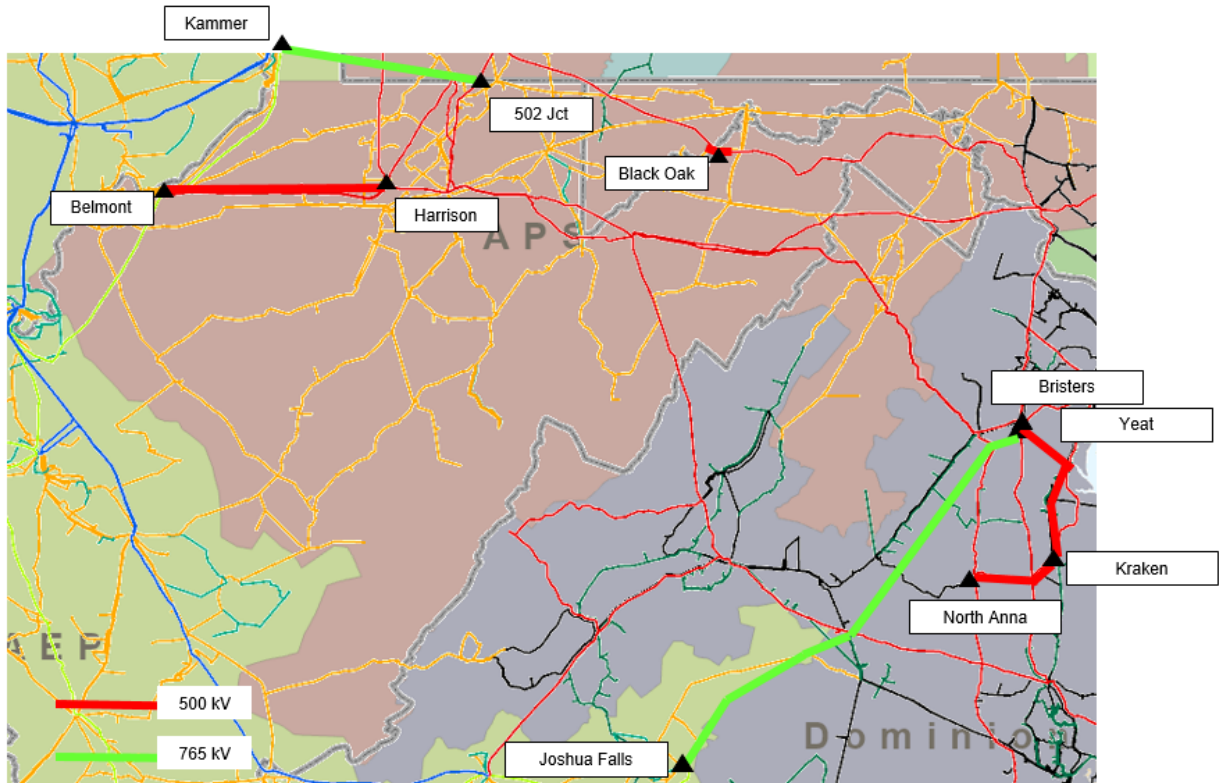 Kammer
502 Jct
Black Oak
Belmont
Harrison
APS
Bristers
Yeat
Kraken
North Anna
AEP
500 kV
Dominion
765 kV
Joshua Falls